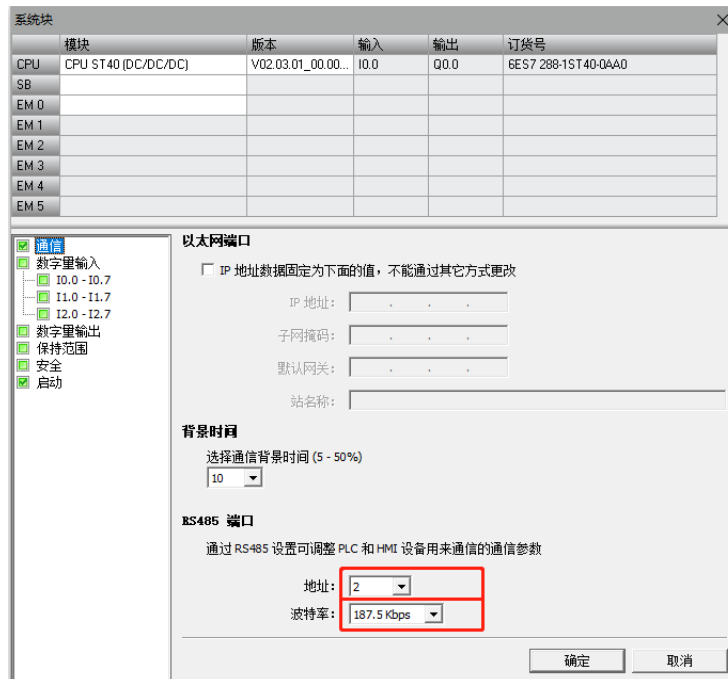 系统块
模块 版本 输入 输出 订货号
CPU CPU ST40 (DC/DC/DC) V02.03.01_00.00... I0.0 Q0.0 6ES7 288-1ST40-0AA0
SB
EM 0
EM 1
EM 2
EM 3
EM 4
EM 5
通信
数字量输入
I0.0 - I0.7
I1.0 - I1.7
I2.0 - I2.7
数字量输出
保持范围
安全
启动
以太网端口
IP 地址数据固定为下面的值，不能通过其它方式更改
IP 地址：
子网掩码：
默认网关：
站名称：
背景时间
选择通信背景时间 (5 - 50%)
10
RS485 端口
通过 RS485 设置可调整 PLC 和 HMI 设备用来通信的通信参数
地址： 2
波特率： 187.5 Kbps
确定 取消